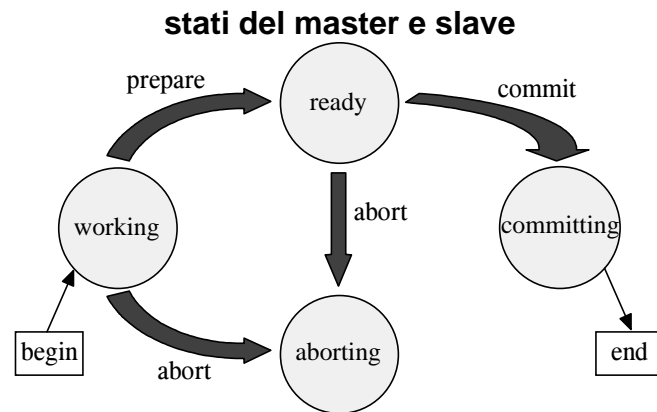 stati del master e slave
prepare
ready
commit
working
abort
committing
begin
abort
aborting
end